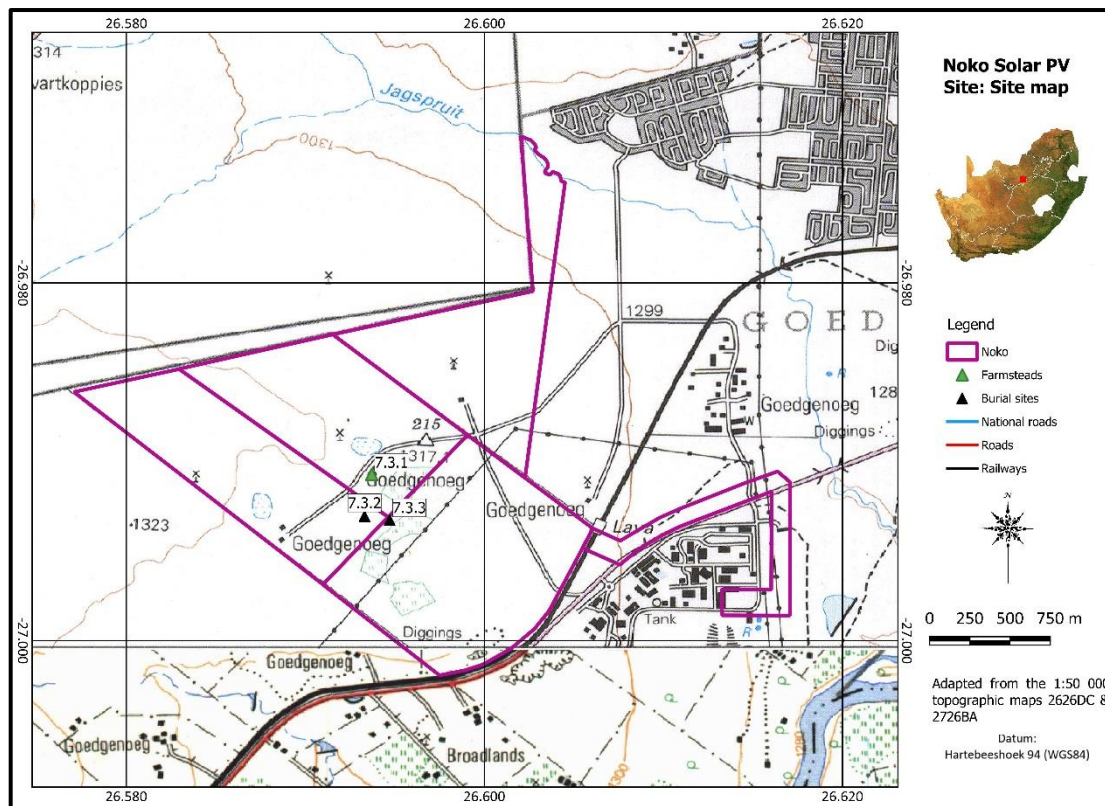 26.580
26.600
26.620
314
vartkoppies
Jagspruit
1300
-26.980
-26.980
1299
GOED
Dig
R
128
Goedgenoeg
W
Diggings
215
1317
7.3.1
Goedgenoeg
7.3.2
7.3.3
Goedgenoeg
Goedgenoeg
1323
Lava
Tank
R
Diggings
-27.000
-27.000
Goedgenoeg
Goedgenoeg
Broadlands
1300
1280
26.580
26.600
26.620
Noko Solar PV
Site: Site map
Legend
Noko
Farmsteads
Burial sites
National roads
Roads
Railways
N
0 250 500 750 m
Adapted from the 1:50 000
topographic maps 2626DC &
2726BA
Datum:
Hartebeeshoek 94 (WGS84)